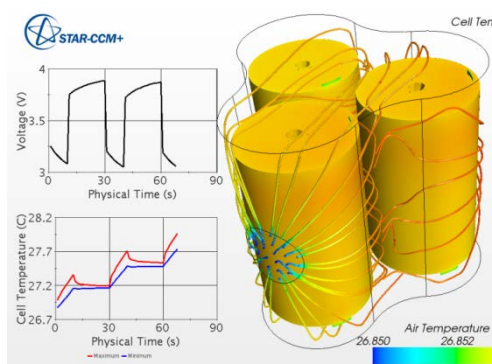 STAR-CCM+
Cell Tem
4
3.5
3
Voltage (V)
0
30
60
90
Physical Time (s)
28.2
27.7
27.2
26.7
Cell Temperature (C)
0
30
60
90
Physical Time (s)
Maximum
Minimum
26.850
26.852
Air Temperature